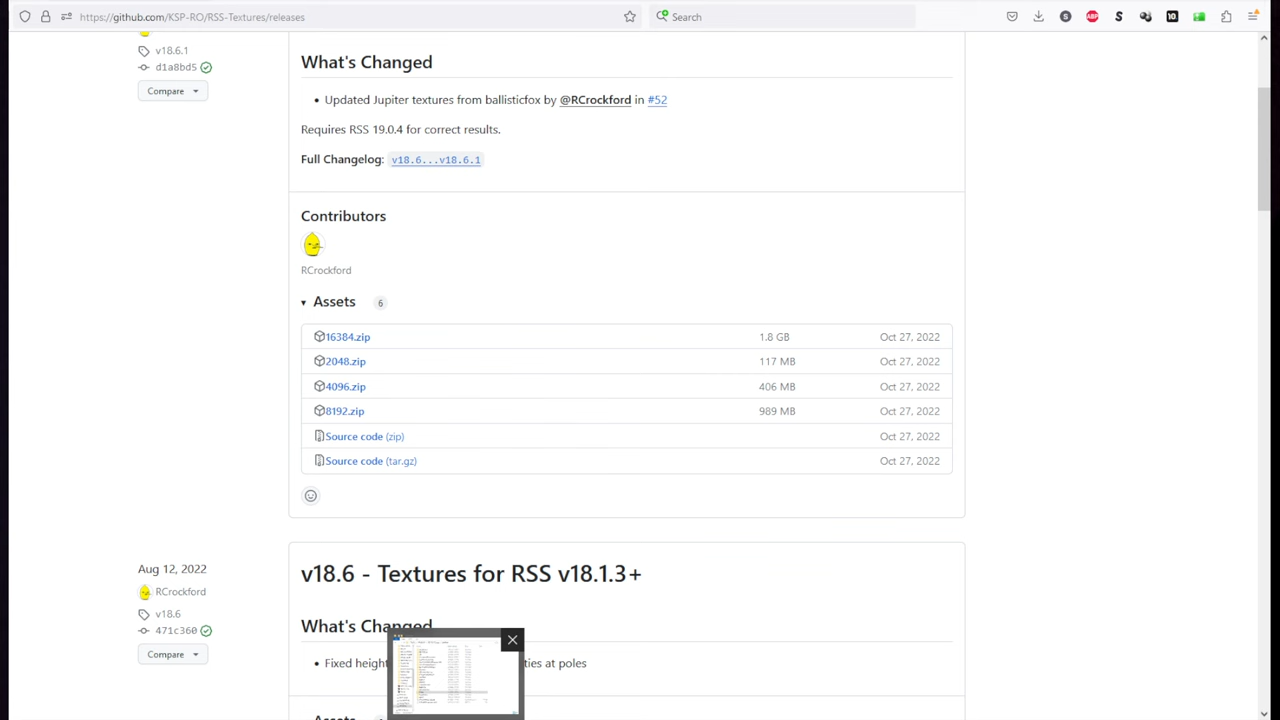 https://github.com/KSP-RO/RSS-Textures/releases
Search
v18.6.1
d1a8bd5
Compare
What's Changed
Updated Jupiter textures from ballisticfox by @RCrockford in #52
Requires RSS 19.0.4 for correct results.
Full Changelog: v18.6...v18.6.1
Contributors
RCrockford
Assets 6
16384.zip 1.8 GB Oct 27, 2022
2048.zip 117 MB Oct 27, 2022
4096.zip 406 MB Oct 27, 2022
8192.zip 989 MB Oct 27, 2022
Source code (zip) Oct 27, 2022
Source code (tar.gz) Oct 27, 2022
Aug 12, 2022
RCrockford
v18.6
471c360
Compare
v18.6 - Textures for RSS v18.1.3+
What's Changed
Fixed height ties at poles
Assets